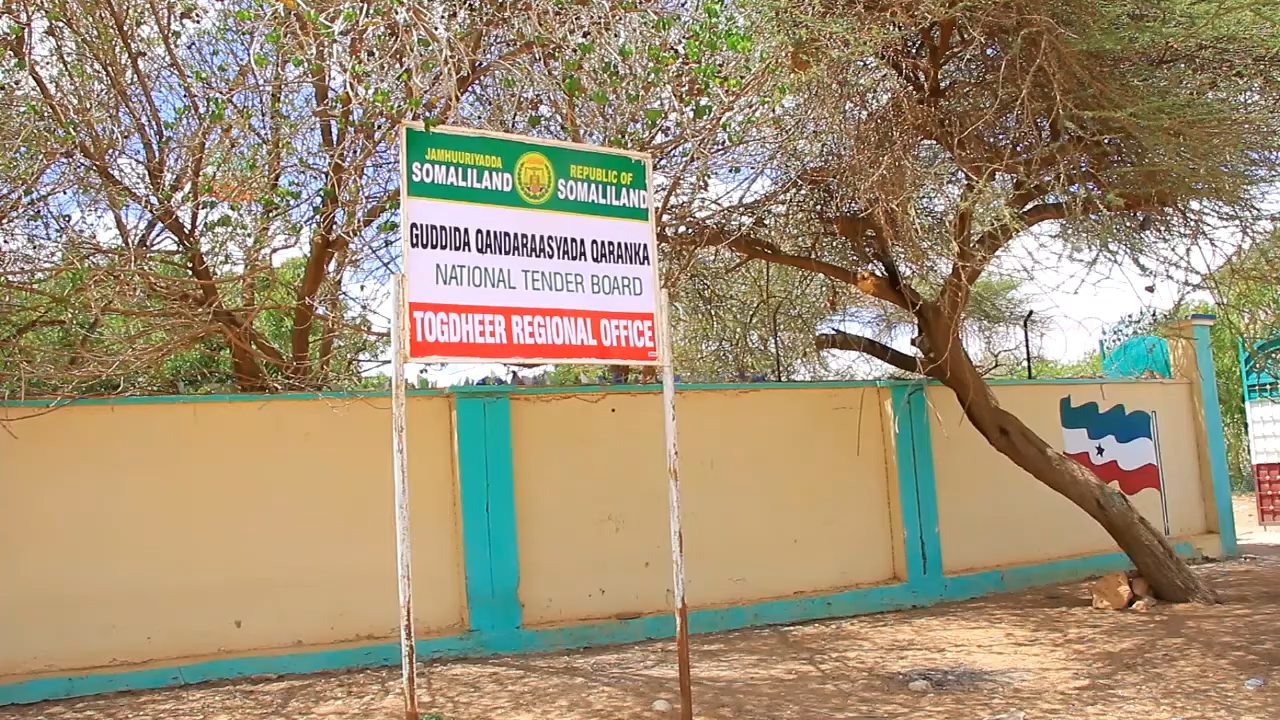 JAMHUURIYADDA
SOMALILAND
REPUBLIC OF
SOMALILAND
GUDDIDA QANDARAASYADA QARANKA
NATIONAL TENDER BOARD
TOGDHEER REGIONAL OFFICE